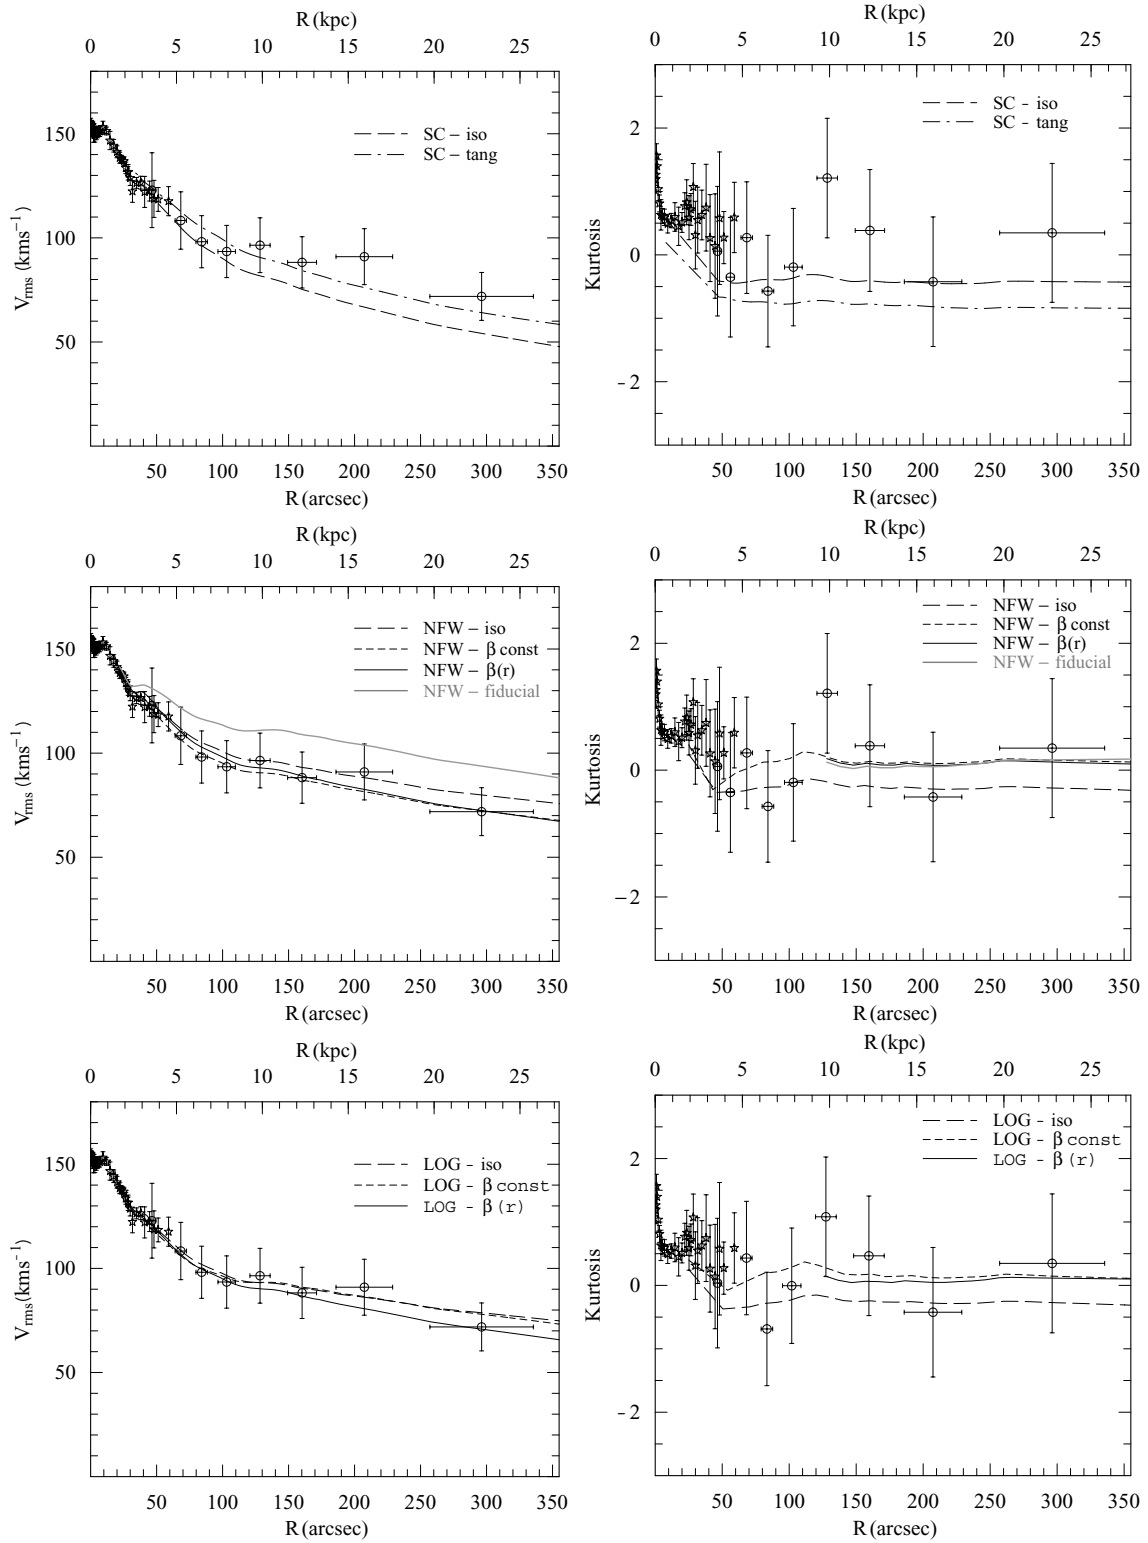 R (kpc)
0 5 10 15 20 25
150
100
50
V_rms (kms⁻¹)
SC – iso
SC – tang
50 100 150 200 250 300 350
R (arcsec)
R (kpc)
0 5 10 15 20 25
2
0
-2
Kurtosis
SC - iso
SC - tang
50 100 150 200 250 300 350
R (arcsec)
R (kpc)
0 5 10 15 20 25
150
100
50
V_rms (kms⁻¹)
NFW – iso
NFW – β const
NFW – β(r)
NFW – fiducial
50 100 150 200 250 300 350
R (arcsec)
R (kpc)
0 5 10 15 20 25
2
0
−2
Kurtosis
NFW – iso
NFW – β const
NFW – β(r)
NFW – fiducial
50 100 150 200 250 300 350
R (arcsec)
R (kpc)
0 5 10 15 20 25
150
100
50
V_rms (kms⁻¹)
LOG - iso
LOG - β const
LOG - β (r)
50 100 150 200 250 300 350
R (arcsec)
R (kpc)
0 5 10 15 20 25
2
0
-2
Kurtosis
LOG - iso
LOG - β const
LOG - β (r)
50 100 150 200 250 300 350
R (arcsec)